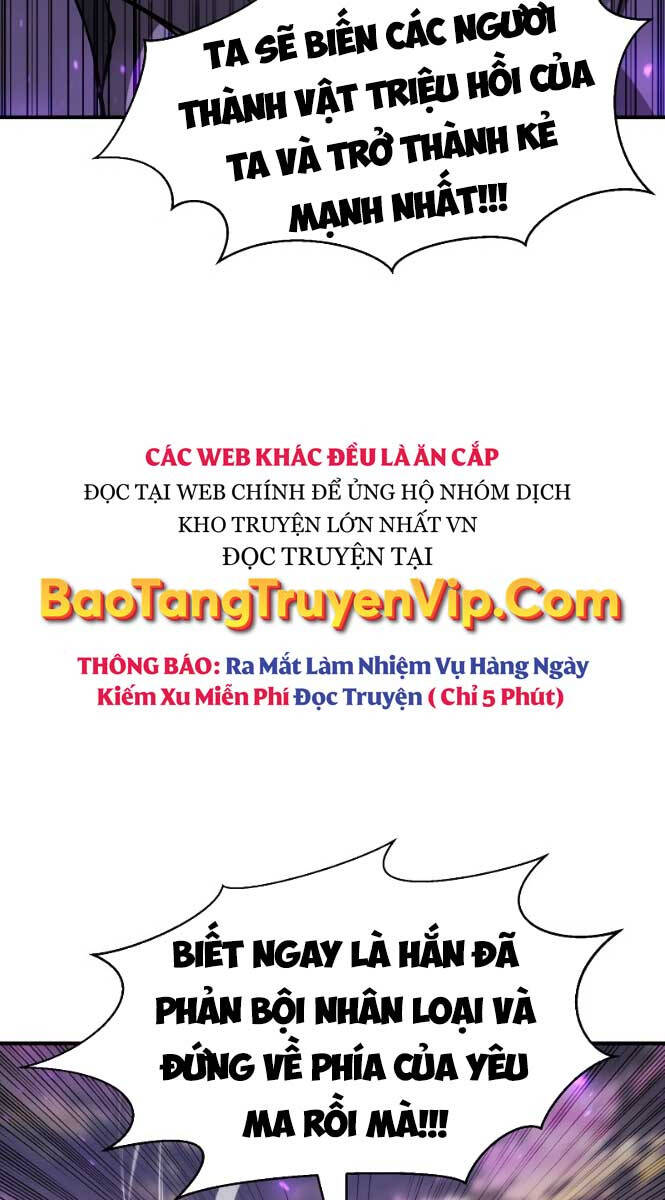 TA SẼ BIẾN CÁC NGƯƠI
THÀNH VẬT TRIỆU HỒI CỦA
TA VÀ TRỞ THÀNH KẺ
MẠNH NHẤT!!!
CÁC WEB KHÁC ĐỀU LÀ ĂN CẮP
ĐỌC TẠI WEB CHÍNH ĐỂ ỦNG HỘ NHÓM DỊCH
KHO TRUYỆN LỚN NHẤT VN
ĐỌC TRUYỆN TẠI
BaoTangTruyenVip.Com
THÔNG BÁO: Ra Mắt Làm Nhiệm Vụ Hàng Ngày
Kiếm Xu Miễn Phí Đọc Truyện ( Chỉ 5 Phút)
BIẾT NGAY LÀ HẮN ĐÃ
PHẢN BỘI NHÂN LOẠI VÀ
ĐỨNG VỀ PHÍA CỦA YÊU
MA RỒI MÀ!!!